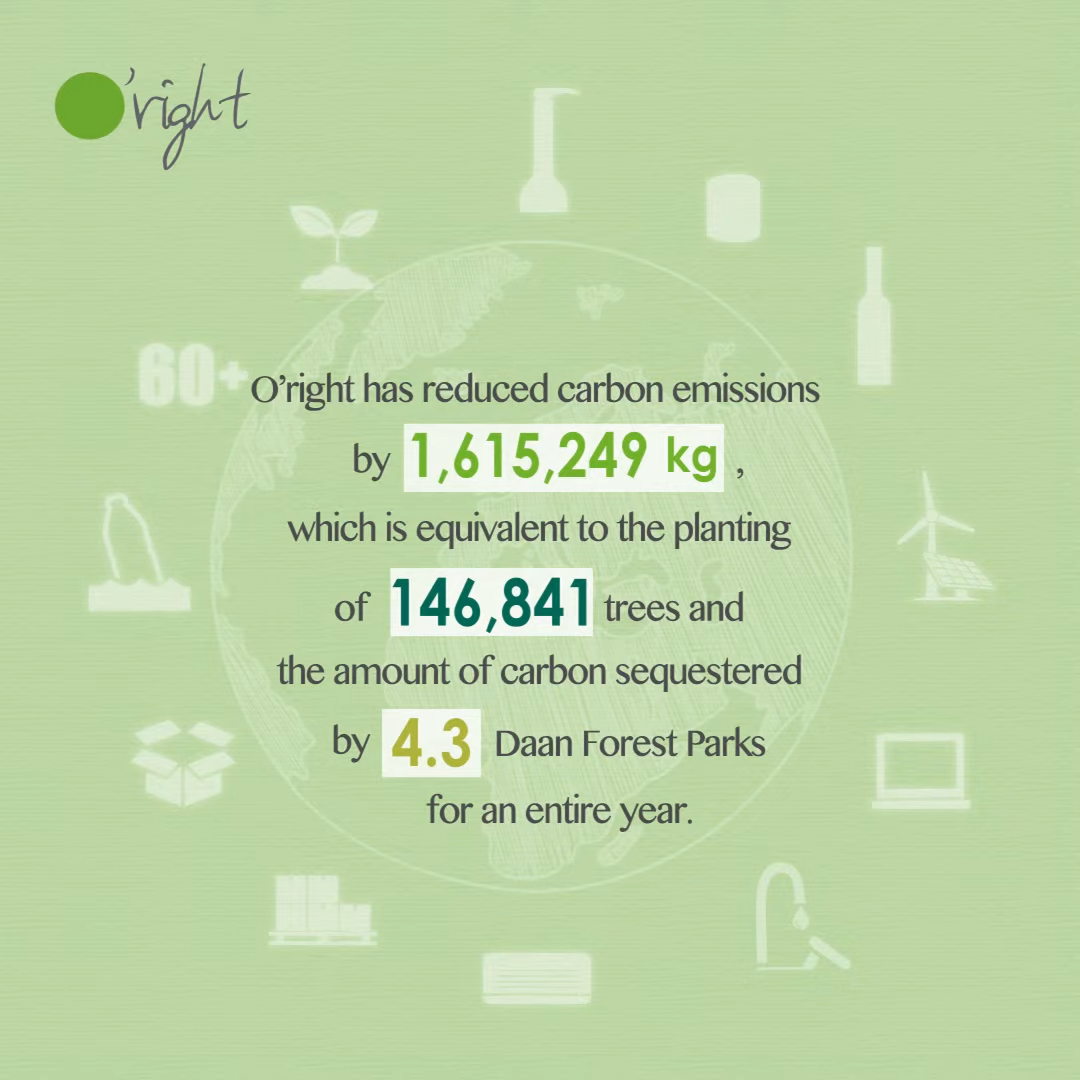 O'right
60+
O'right has reduced carbon emissions
by 1,615,249 kg ,
which is equivalent to the planting
of 146,841 trees and
the amount of carbon sequestered
by 4.3 Daan Forest Parks
for an entire year.